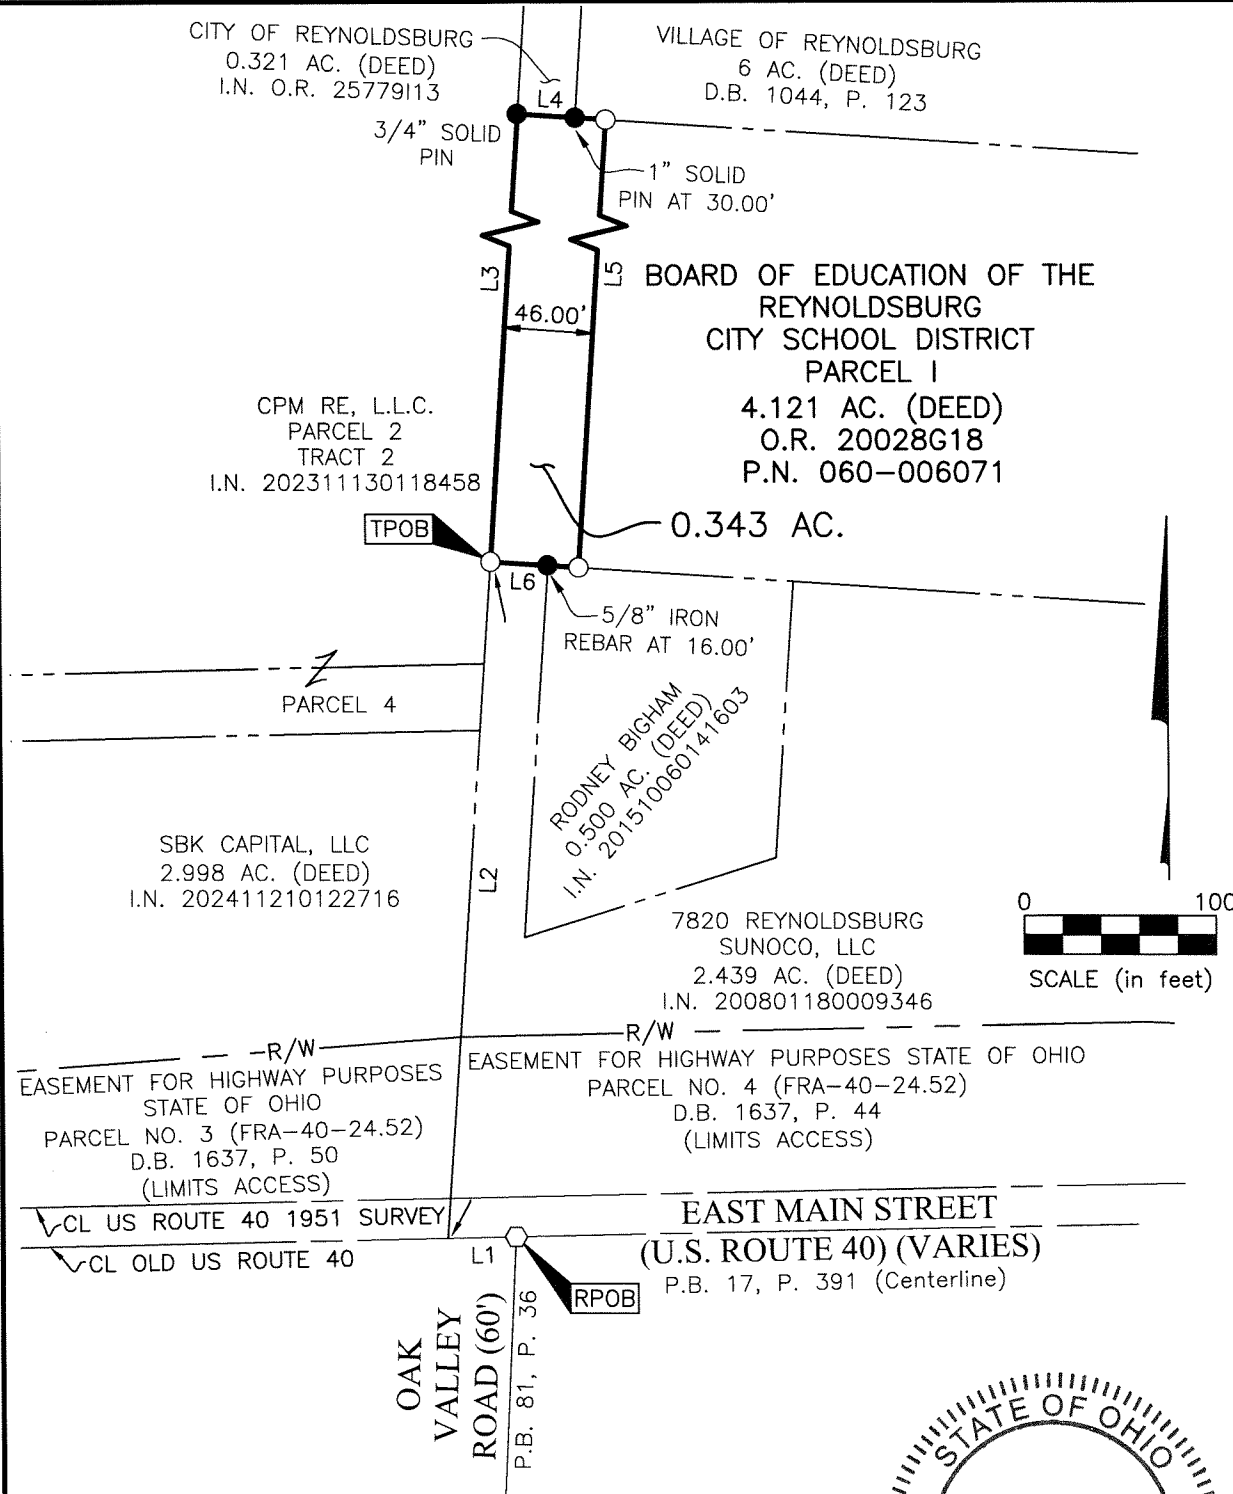 CITY OF REYNOLDSBURG
0.321 AC. (DEED)
I.N. O.R. 25779I13
VILLAGE OF REYNOLDSBURG
6 AC. (DEED)
D.B. 1044, P. 123
L4
3/4" SOLID
PIN
1" SOLID
PIN AT 30.00'
L3
L5
46.00'
BOARD OF EDUCATION OF THE
REYNOLDSBURG
CITY SCHOOL DISTRICT
PARCEL I
4.121 AC. (DEED)
O.R. 20028G18
P.N. 060-006071
CPM RE, L.L.C.
PARCEL 2
TRACT 2
I.N. 202311130118458
TPOB
0.343 AC.
L6
5/8" IRON
REBAR AT 16.00'
PARCEL 4
RODNEY BIGHAM
0.500 AC. (DEED)
I.N. 201510060141603
SBK CAPITAL, LLC
2.998 AC. (DEED)
I.N. 202411210122716
L2
7820 REYNOLDSBURG
SUNOCO, LLC
2.439 AC. (DEED)
I.N. 200801180009346
0 100
SCALE (in feet)
R/W
R/W
EASEMENT FOR HIGHWAY PURPOSES
STATE OF OHIO
PARCEL NO. 3 (FRA-40-24.52)
D.B. 1637, P. 50
(LIMITS ACCESS)
EASEMENT FOR HIGHWAY PURPOSES STATE OF OHIO
PARCEL NO. 4 (FRA-40-24.52)
D.B. 1637, P. 44
(LIMITS ACCESS)
CL US ROUTE 40 1951 SURVEY
CL OLD US ROUTE 40
L1
EAST MAIN STREET
(U.S. ROUTE 40) (VARIES)
P.B. 17, P. 391 (Centerline)
RPOB
OAK
VALLEY
ROAD (60')
P.B. 81, P. 36
STATE OF OHIO